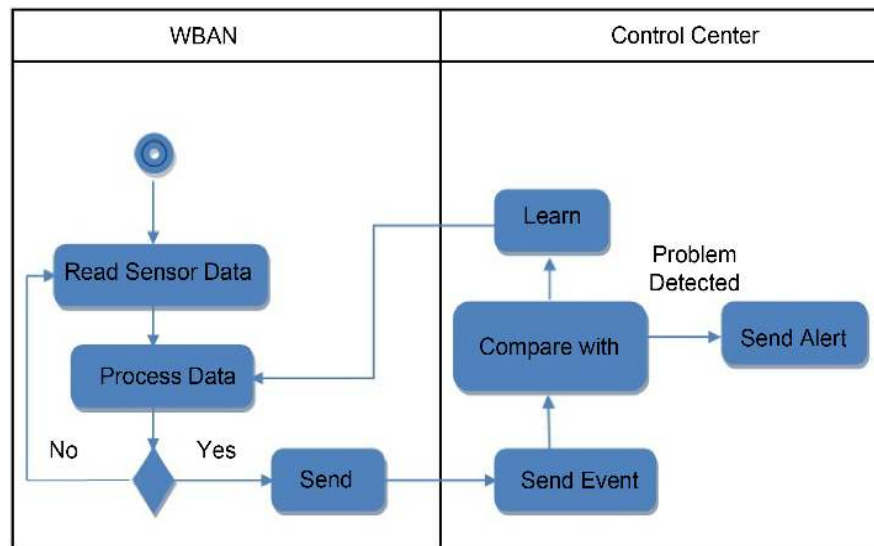 WBAN
Control Center
Learn
Problem
Detected
Read Sensor Data
Compare with
Send Alert
Process Data
No
Yes
Send
Send Event